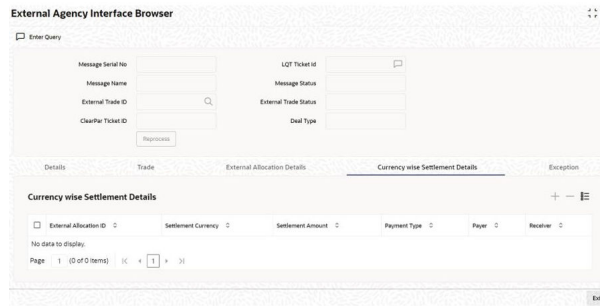 External Agency Interface Browser
Enter Query
Message Serial No
LQT Ticket Id
Message Name
Message Status
External Trade ID
External Trade Status
ClearPar Ticket ID
Deal Type
Reprocess
Details Trade External Allocation Details Currency wise Settlement Details Exception
Currency wise Settlement Details
External Allocation ID Settlement Currency Settlement Amount Payment Type Payer Receiver
No data to display.
Page 1 (0 of 0 items) 1